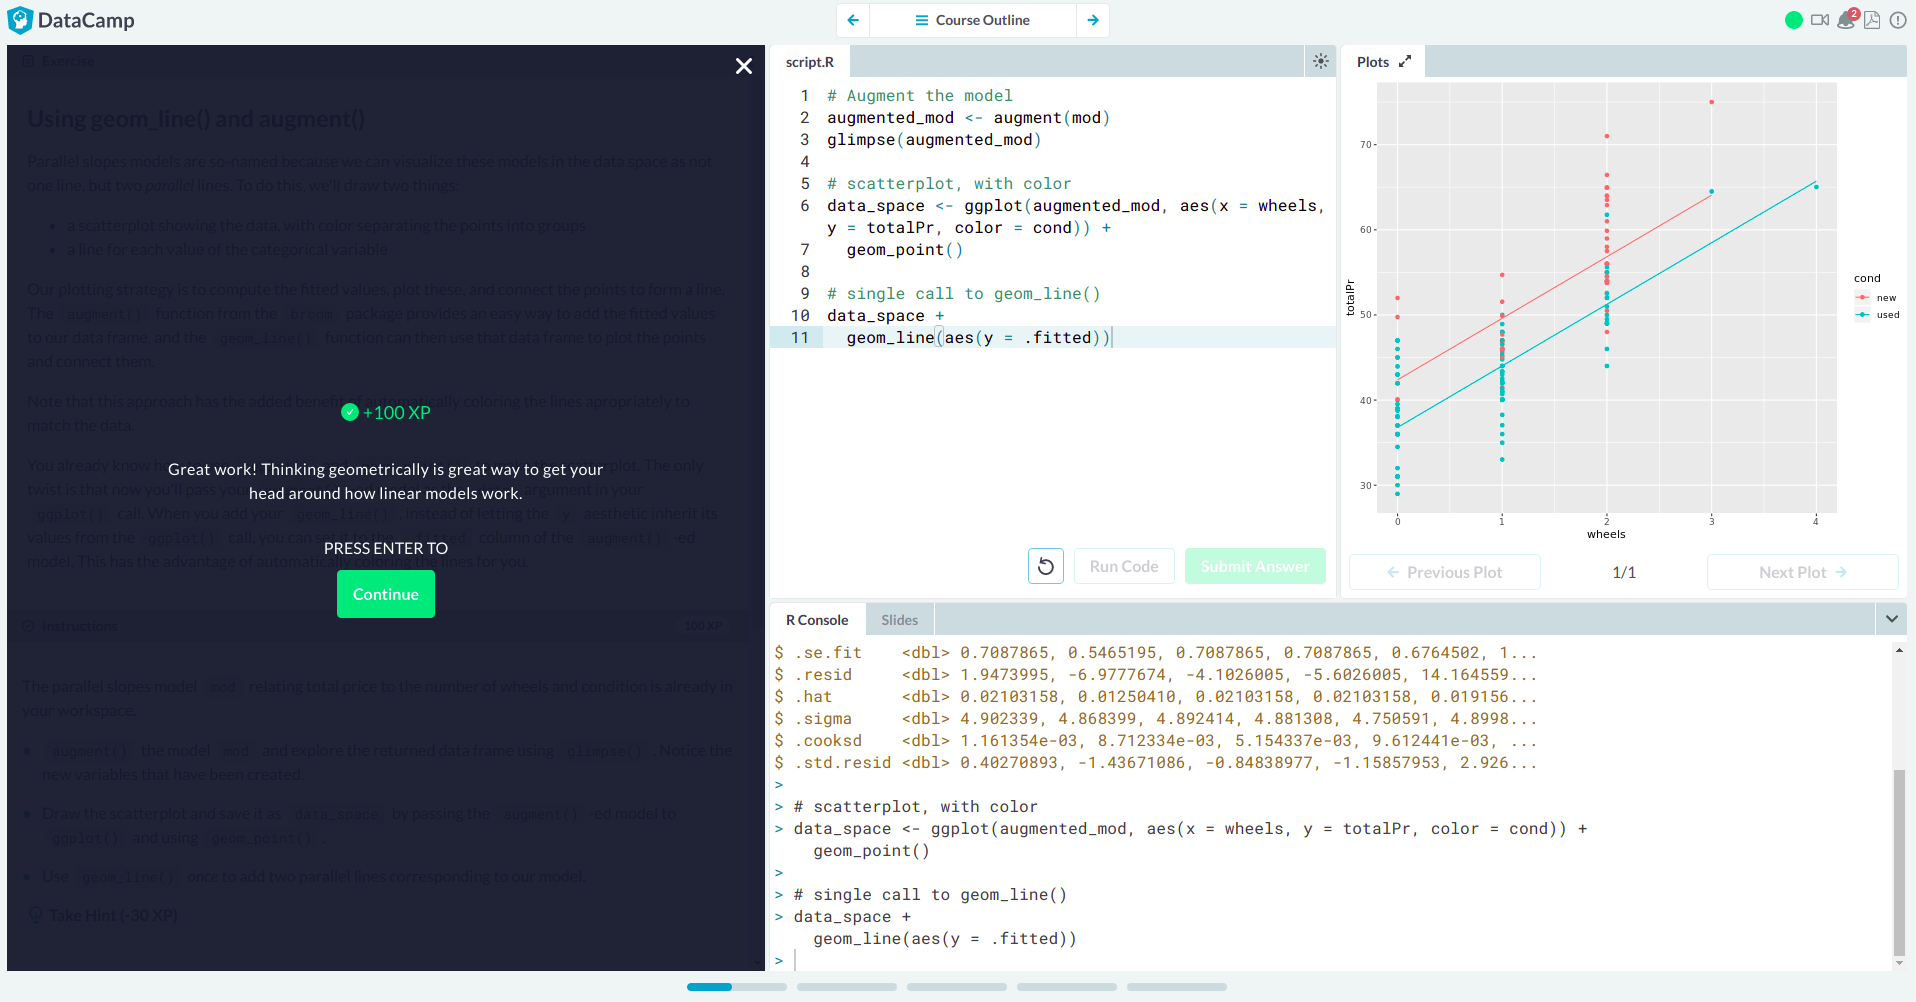 DataCamp
Course Outline
2
Exercise
Using geom_line() and augment()
Parallel slopes models are so-named because we can visualize these models in the data space as not
one line, but two parallel lines. To do this, we'll draw two things:
a scatterplot showing the data, with color separating the points into groups
a line for each value of the categorical variable
Our plotting strategy is to compute the fitted values, plot these, and connect the points to form a line.
The augment() function from the broom package provides an easy way to add the fitted values
to our data frame, and the geom_line() function can then use that data frame to plot the points
and connect them.
Note that this approach has the added benefit of automatically coloring the lines apropriately to
match the data.
You already know how
scatterplot. The only
twist is that now you'll pass your
argument in your
ggplot() call. When you add your geom_line(), instead of letting the y aesthetic inherit its
values from the ggplot() call, you can set it to the .fitted column of the augment() -ed
model. This has the advantage of automatically coloring the lines for you.
+100 XP
Great work! Thinking geometrically is great way to get your
head around how linear models work.
PRESS ENTER TO
Continue
Instructions
100 XP
The parallel slopes model mod relating total price to the number of wheels and condition is already in
your workspace.
augment() the model mod and explore the returned data frame using glimpse(). Notice the
new variables that have been created.
Draw the scatterplot and save it as data_space by passing the augment() -ed model to
ggplot() and using geom_point().
Use geom_line() once to add two parallel lines corresponding to our model.
Take Hint (-30 XP)
script.R
1 # Augment the model
2 augmented_mod <- augment(mod)
3 glimpse(augmented_mod)
4
5 # scatterplot, with color
6 data_space <- ggplot(augmented_mod, aes(x = wheels,
y = totalPr, color = cond)) +
7 geom_point()
8
9 # single call to geom_line()
10 data_space +
11 geom_line(aes(y = .fitted))
Run Code
Submit Answer
Plots
70
60
50
40
30
totalPr
0 1 2 3 4
wheels
cond
new
used
Previous Plot
1/1
Next Plot
R Console
Slides
$ .se.fit <dbl> 0.7087865, 0.5465195, 0.7087865, 0.7087865, 0.6764502, 1...
$ .resid <dbl> 1.9473995, -6.9777674, -4.1026005, -5.6026005, 14.164559...
$ .hat <dbl> 0.02103158, 0.01250410, 0.02103158, 0.02103158, 0.019156...
$ .sigma <dbl> 4.902339, 4.868399, 4.892414, 4.881308, 4.750591, 4.8998...
$ .cooksd <dbl> 1.161354e-03, 8.712334e-03, 5.154337e-03, 9.612441e-03, ...
$ .std.resid <dbl> 0.40270893, -1.43671086, -0.84838977, -1.15857953, 2.926...
>
> # scatterplot, with color
> data_space <- ggplot(augmented_mod, aes(x = wheels, y = totalPr, color = cond)) +
geom_point()
>
> # single call to geom_line()
> data_space +
geom_line(aes(y = .fitted))
>